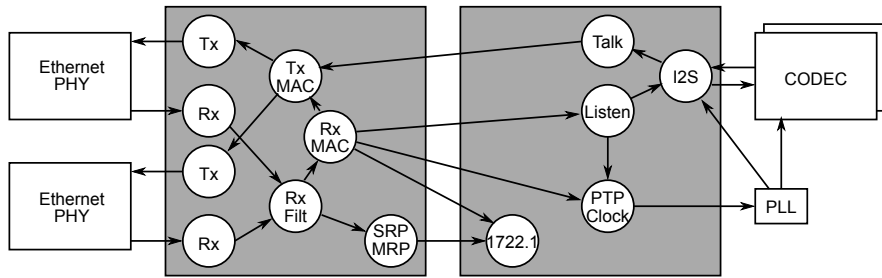 Ethernet
PHY
Tx
Rx
Tx
MAC
Rx
MAC
Talk
Listen
I2S
CODEC
Ethernet
PHY
Tx
Rx
Rx
Filt
SRP
MRP
1722.1
PTP
Clock
PLL